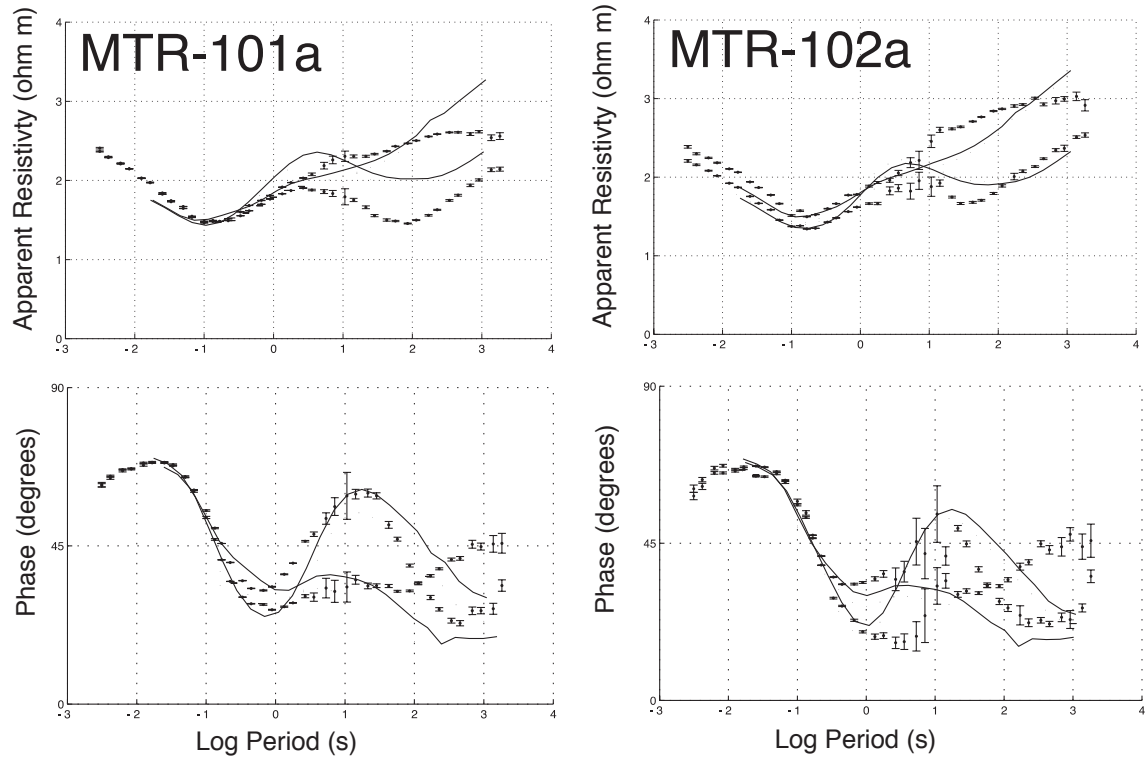 MTR-101a
Apparent Resistivty (ohm m)
4
3
2
1
0
-3 -2 -1 0 1 2 3 4
MTR-102a
Apparent Resistivty (ohm m)
4
3
2
1
0
-3 -2 -1 0 1 2 3 4
Phase (degrees)
90
45
0
-3 -2 -1 0 1 2 3 4
Log Period (s)
Phase (degrees)
90
45
0
-3 -2 -1 0 1 2 3 4
Log Period (s)